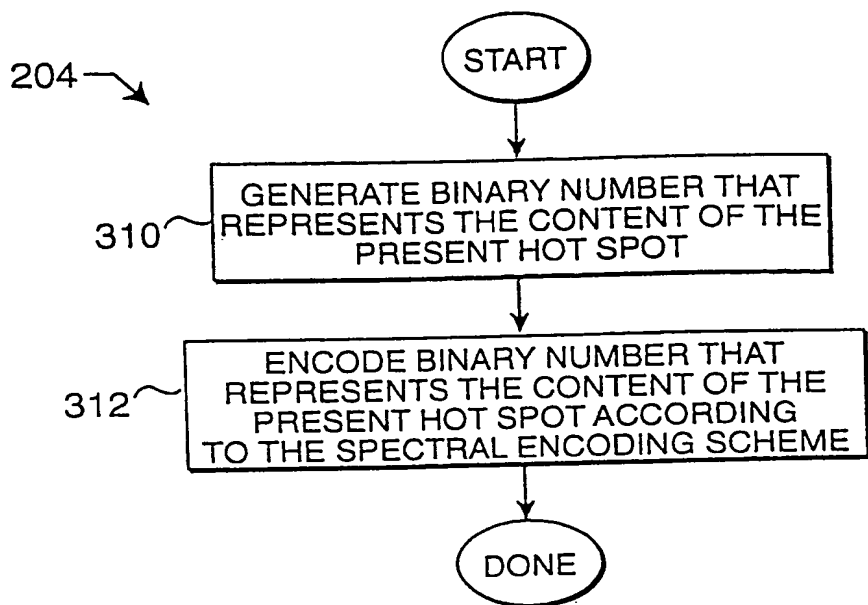 START
204
GENERATE BINARY NUMBER THAT
REPRESENTS THE CONTENT OF THE
PRESENT HOT SPOT.
310
ENCODE BINARY NUMBER THAT
REPRESENTS THE CONTENT OF THE
PRESENT HOT SPOT ACCORDING
TO THE SPECTRAL ENCODING SCHEME
312
DONE